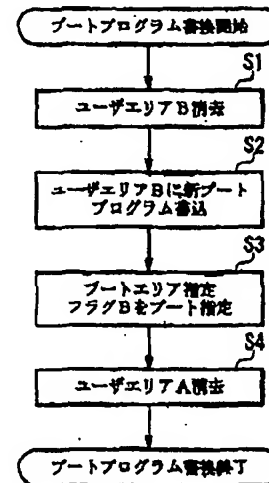 ブートプログラム書換開始
S1
ユーザエリアB消去
S2
ユーザエリアBに新ブート
プログラム書込
S3
ブートエリア指定
フラグBをブート指定
S4
ユーザエリアA消去
ブートプログラム書換終了